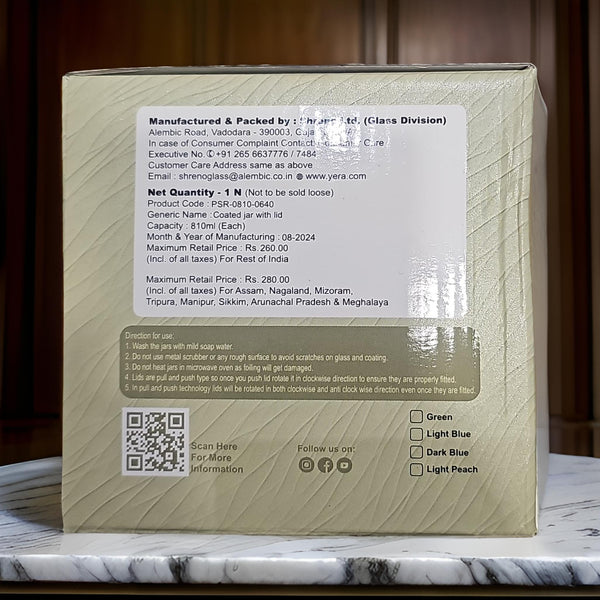 Manufactured & Packed by : Shreno Ltd. (Glass Division)
Alembic Road, Vadodara - 390003,
In case of Consumer Complaint Contact: Care
Executive No. ✆ +91 265 6637776 / 7484
Customer Care Address same as above
Email : shrenoglass@alembic.co.in www.yera.com
Net Quantity - 1 N (Not to be sold loose)
Product Code : PSR-0810-0640
Generic Name : Coated jar with lid
Capacity : 810ml (Each)
Month & Year of Manufacturing : 08-2024
Maximum Retail Price : Rs. 260.00
(Incl. of all taxes) For Rest of India
Maximum Retail Price : Rs. 280.00
(Incl. of all taxes) For Assam, Nagaland, Mizoram,
Tripura, Manipur, Sikkim, Arunachal Pradesh & Meghalaya
Direction for use:
1. Wash the jars with mild soap water.
2. Do not use metal scrubber or any rough surface to avoid scratches on glass and coating.
3. Do not heat jars in microwave oven as foiling will get damaged.
4. Lids are pull and push type so once you push lid rotate it in clockwise direction to ensure they are properly fitted.
5. In pull and push technology lids will be rotated in both clockwise and anti clock wise direction even once they are fitted.
Scan Here
For More
Information
Follow us on:
Green
Light Blue
Dark Blue
Light Peach